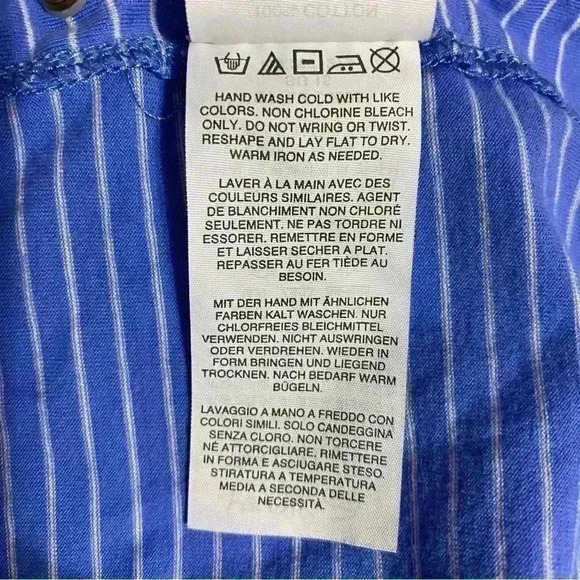 100% COTTON
HAND WASH COLD WITH LIKE
COLORS. NON CHLORINE BLEACH
ONLY. DO NOT WRING OR TWIST.
RESHAPE AND LAY FLAT TO DRY.
WARM IRON AS NEEDED.
LAVER À LA MAIN AVEC DES
COULEURS SIMILAIRES. AGENT
DE BLANCHIMENT NON CHLORÉ
SEULEMENT. NE PAS TORDRE NI
ESSORER. REMETTRE EN FORME
ET LAISSER SECHER A PLAT.
REPASSER AU FER TIÈDE AU
BESOIN.
MIT DER HAND MIT ÄHNLICHEN
FARBEN KALT WASCHEN. NUR
CHLORFREIES BLEICHMITTEL
VERWENDEN. NICHT AUSWRINGEN
ODER VERDREHEN. WIEDER IN
FORM BRINGEN UND LIEGEND
TROCKNEN. NACH BEDARF WARM
BÜGELN.
LAVAGGIO A MANO A FREDDO CON
COLORI SIMILI. SOLO CANDEGGINA
SENZA CLORO. NON TORCERE
NÈ ATTORCIGLIARE. RIMETTERE
IN FORMA E ASCIUGARE STESO.
STIRATURA A TEMPERATURA
MEDIA A SECONDA DELLE
NECESSITÀ.